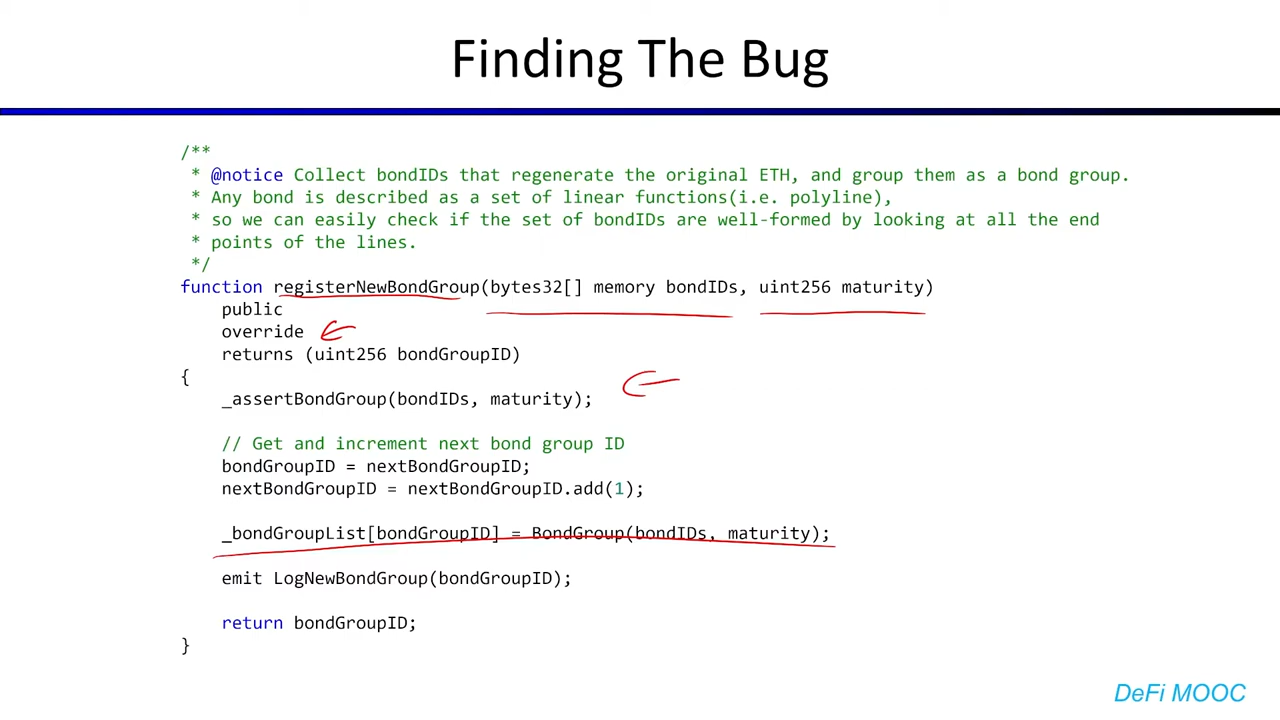 Finding The Bug
/**
* @notice Collect bondIDs that regenerate the original ETH, and group them as a bond group.
* Any bond is described as a set of linear functions(i.e. polyline),
* so we can easily check if the set of bondIDs are well-formed by looking at all the end
* points of the lines.
*/
function registerNewBondGroup(bytes32[] memory bondIDs, uint256 maturity)
public
override
returns (uint256 bondGroupID)
{
_assertBondGroup(bondIDs, maturity);
// Get and increment next bond group ID
bondGroupID = nextBondGroupID;
nextBondGroupID = nextBondGroupID.add(1);
_bondGroupList[bondGroupID] = BondGroup(bondIDs, maturity);
emit LogNewBondGroup(bondGroupID);
return bondGroupID;
}
DeFi MOOC